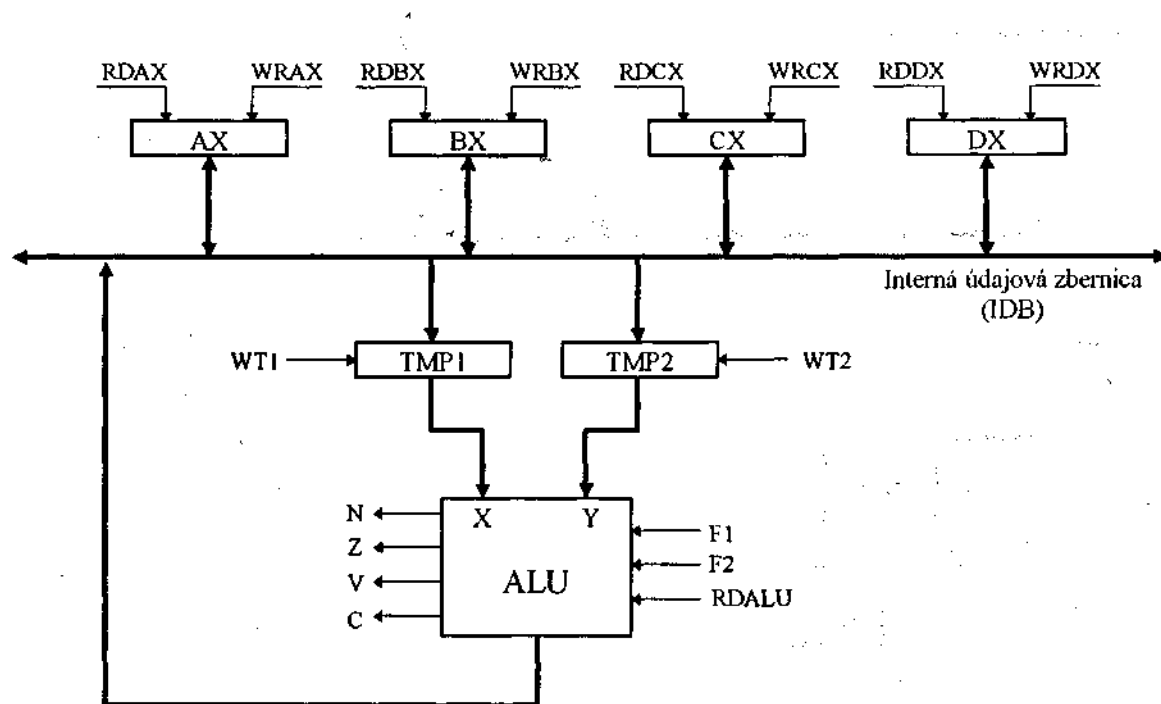 RDAX WRAX RDBX WRBX RDCX WRCX RDDX WRDX
AX BX CX DX
Interná údajová zbernica
(IDB)
WT1 TMP1 TMP2 WT2
N X Y F1
Z F2
V ALU RDALU
C